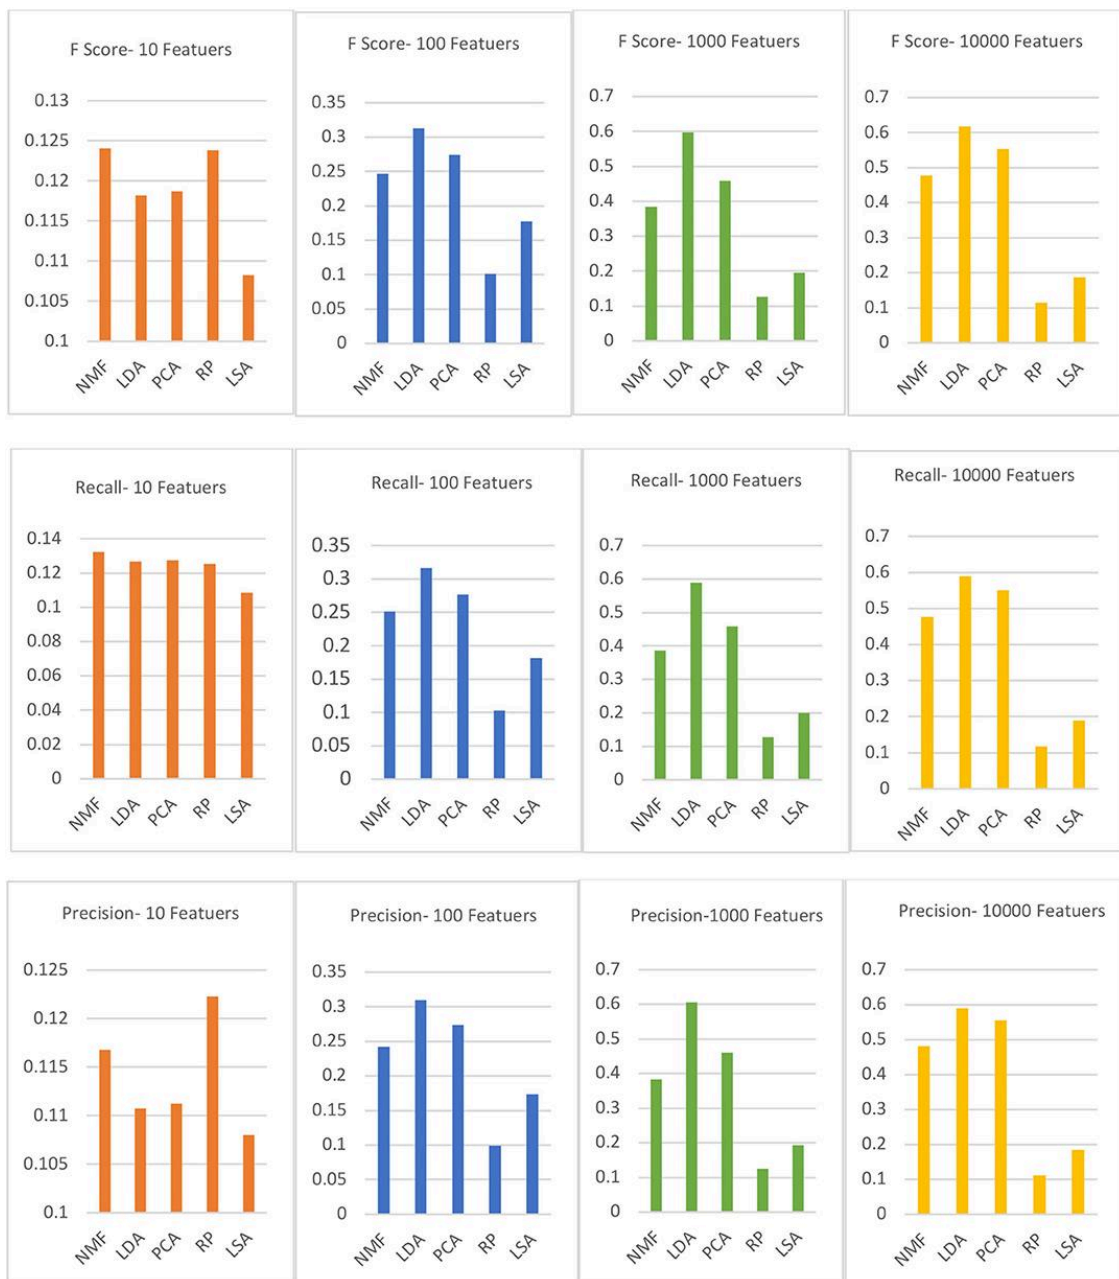 F Score- 10 Featuers
0.13
0.125
0.12
0.115
0.11
0.105
0.1
NMF
LDA
PCA
RP
LSA
F Score- 100 Featuers
0.35
0.3
0.25
0.2
0.15
0.1
0.05
0
NMF
LDA
PCA
RP
LSA
F Score- 1000 Featuers
0.7
0.6
0.5
0.4
0.3
0.2
0.1
0
NMF
LDA
PCA
RP
LSA
F Score- 10000 Featuers
0.7
0.6
0.5
0.4
0.3
0.2
0.1
0
NMF
LDA
PCA
RP
LSA
Recall- 10 Featuers
0.14
0.12
0.1
0.08
0.06
0.04
0.02
0
NMF
LDA
PCA
RP
LSA
Recall- 100 Featuers
0.35
0.3
0.25
0.2
0.15
0.1
0.05
0
NMF
LDA
PCA
RP
LSA
Recall- 1000 Featuers
0.7
0.6
0.5
0.4
0.3
0.2
0.1
0
NMF
LDA
PCA
RP
LSA
Recall- 10000 Featuers
0.7
0.6
0.5
0.4
0.3
0.2
0.1
0
NMF
LDA
PCA
RP
LSA
Precision- 10 Featuers
0.125
0.12
0.115
0.11
0.105
0.1
NMF
LDA
PCA
RP
LSA
Precision- 100 Featuers
0.35
0.3
0.25
0.2
0.15
0.1
0.05
0
NMF
LDA
PCA
RP
LSA
Precision-1000 Featuers
0.7
0.6
0.5
0.4
0.3
0.2
0.1
0
NMF
LDA
PCA
RP
LSA
Precision- 10000 Featuers
0.7
0.6
0.5
0.4
0.3
0.2
0.1
0
NMF
LDA
PCA
RP
LSA